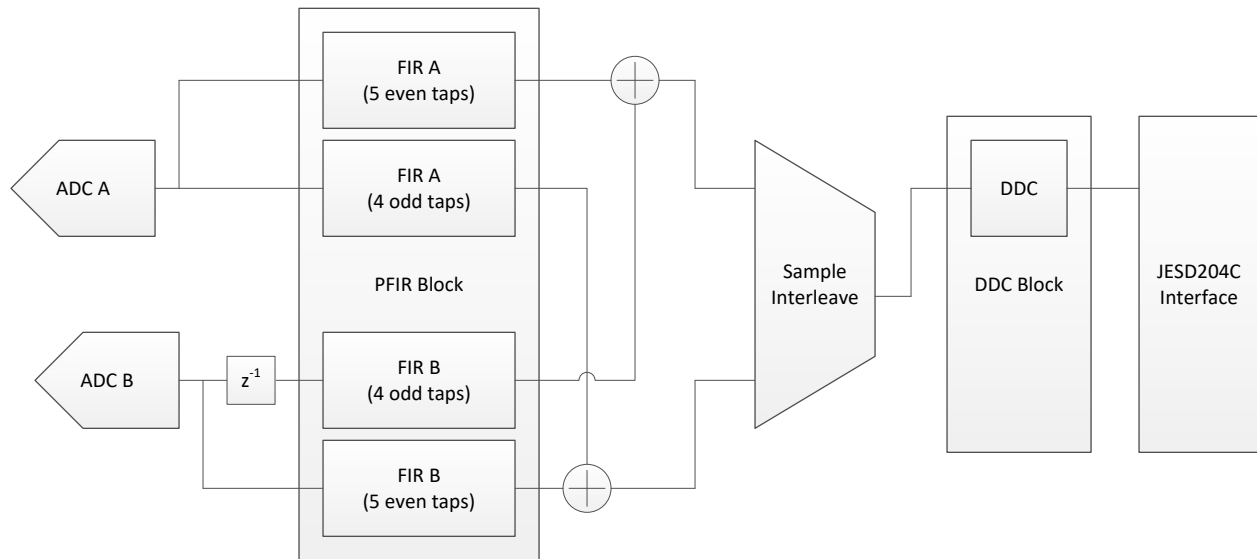 FIR A
(5 even taps)
ADC A
FIR A
(4 odd taps)
PFIR Block
ADC B
z-1
FIR B
(4 odd taps)
FIR B
(5 even taps)
Sample
Interleave
DDC
DDC Block
JESD204C
Interface